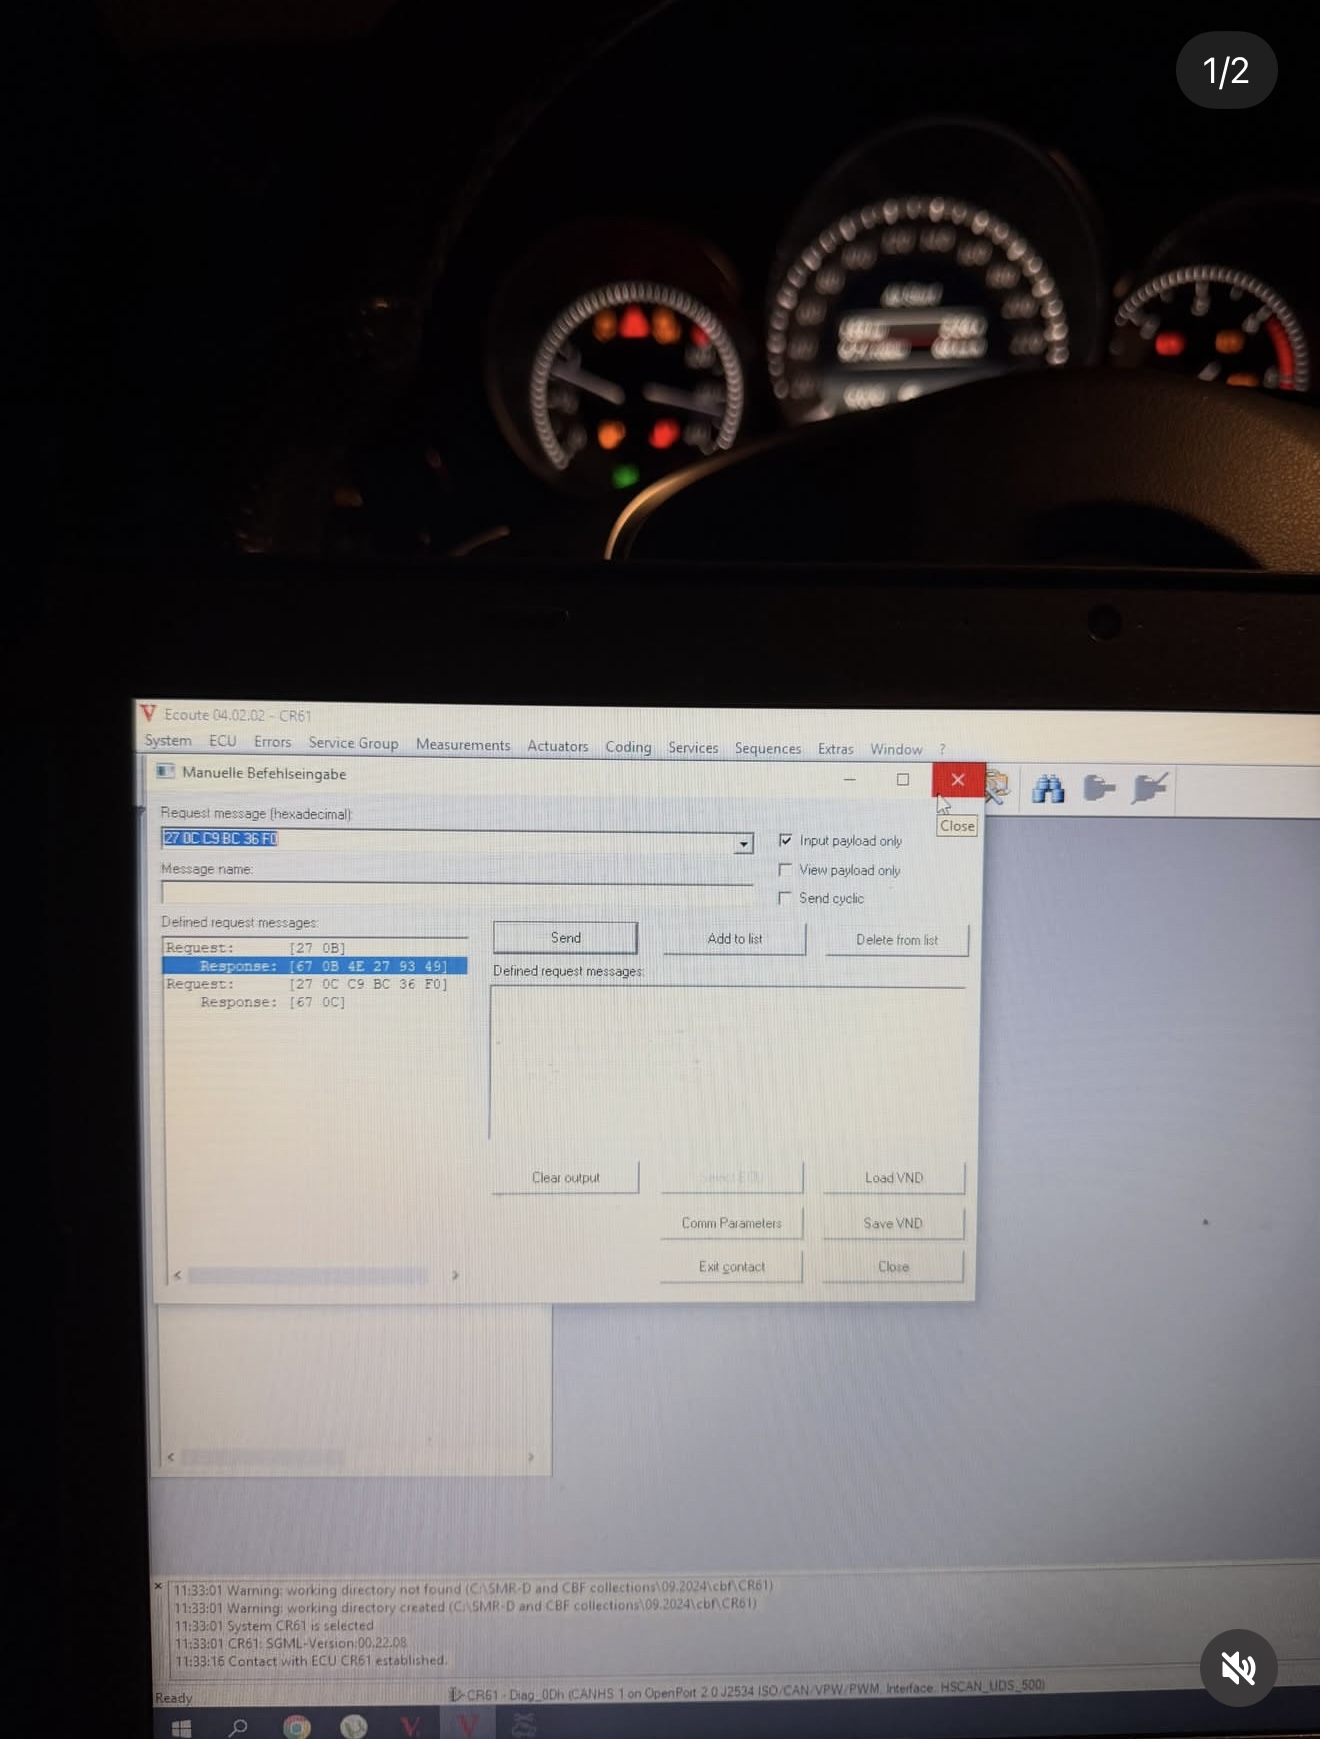 1/2
Ecoute 04.02.02 - CR61
System ECU Errors Service Group Measurements Actuators Coding Services Sequences Extras Window ?
Manuelle Befehlseingabe
Close
Request message (hexadecimal):
27 0C C9 BC 36 F0
Input payload only
Message name:
View payload only
Send cyclic
Defined request messages:
Send Add to list Delete from list
Request: [27 0B]
Response: [67 0B 4E 27 93 49]
Request: [27 0C C9 BC 36 F0]
Response: [67 0C]
Defined request messages:
Clear output Select ECU Load VND
Comm Parameters Save VND
Exit contact Close
11:33:01 Warning: working directory not found (C:\SMR-D and CBF collections\09.2024\cbf\CR61)
11:33:01 Warning: working directory created (C:\SMR-D and CBF collections\09.2024\cbf\CR61)
11:33:01 System CR61 is selected
11:33:01 CR61: SGML-Version:00.22.08
11:33:16 Contact with ECU CR61 established.
Ready
CR61 - Diag_0Dh (CANHS 1 on OpenPort 2.0 J2534 ISO/CAN/VPW/PWM, Interface: HSCAN_UDS_500)